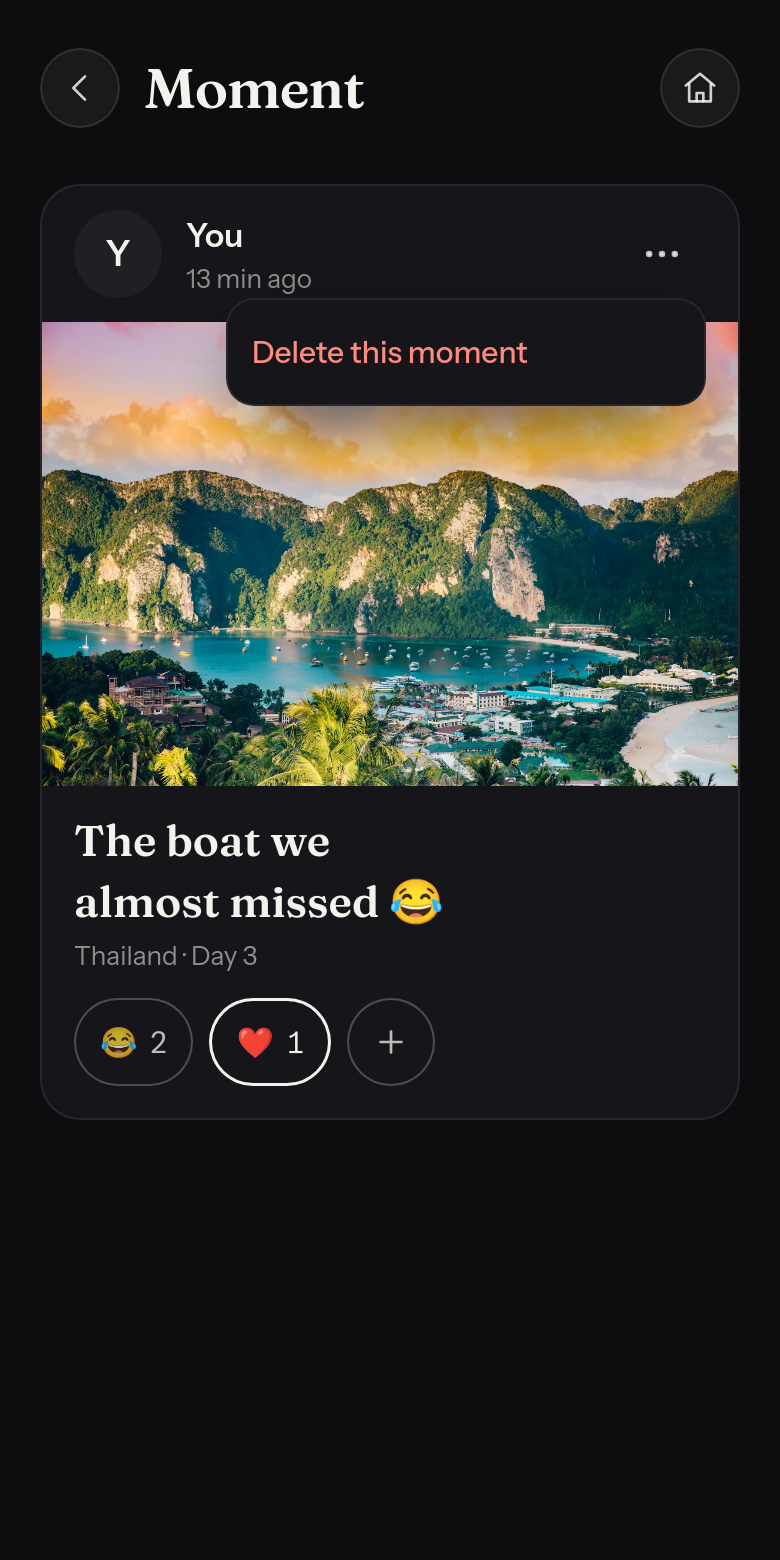 Moment
Y
You
13 min ago
Delete this moment
The boat we
almost missed 😂
Thailand · Day 3
😂 2
❤️ 1